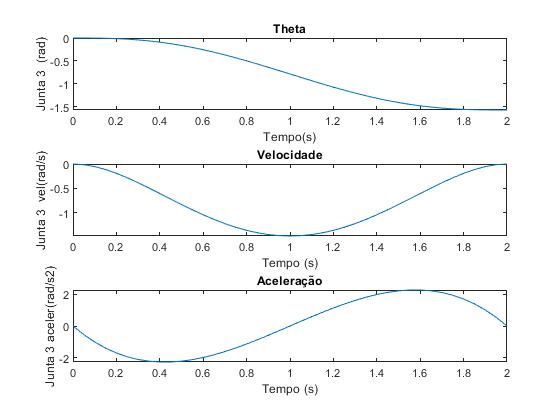 Theta
Junta 3 (rad)
0
-0.5
-1
-1.5
0 0.2 0.4 0.6 0.8 1 1.2 1.4 1.6 1.8 2
Tempo(s)
Velocidade
Junta 3 vel(rad/s)
0
-0.5
-1
0 0.2 0.4 0.6 0.8 1 1.2 1.4 1.6 1.8 2
Tempo (s)
Aceleração
Junta 3 aceler(rad/s2)
2
0
-2
0 0.2 0.4 0.6 0.8 1 1.2 1.4 1.6 1.8 2
Tempo (s)